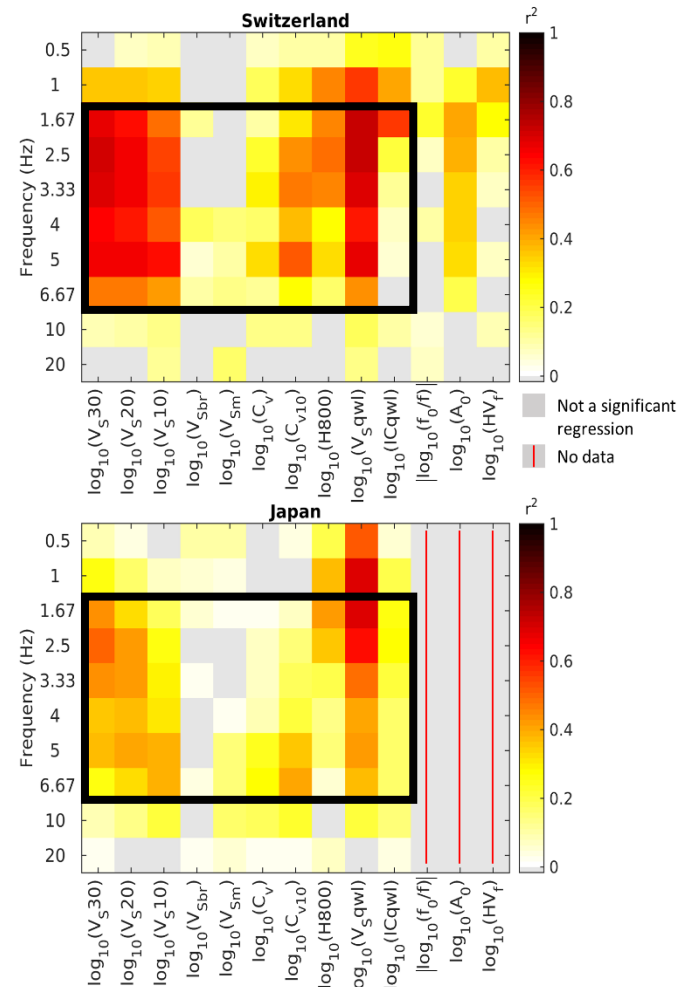 Switzerland
r²
0.5
1
1.67
2.5
3.33
4
5
6.67
10
20
Frequency (Hz)
1
0.8
0.6
0.4
0.2
0
log₁₀(V_S30)
log₁₀(V_S20)
log₁₀(V_S10)
log₁₀(V_Sbr)
log₁₀(V_Sm)
log₁₀(C_v)
log₁₀(C_v10)
log₁₀(H800)
log₁₀(V_Sqwl)
log₁₀(ICqwl)
|log₁₀(f₀/f)|
log₁₀(A₀)
log₁₀(HV_f)
Not a significant
regression
No data
Japan
r²
0.5
1
1.67
2.5
3.33
4
5
6.67
10
20
Frequency (Hz)
1
0.8
0.6
0.4
0.2
0
log₁₀(V_S30)
log₁₀(V_S20)
log₁₀(V_S10)
log₁₀(V_Sbr)
log₁₀(V_Sm)
log₁₀(C_v)
log₁₀(C_v10)
log₁₀(H800)
log₁₀(V_Sqwl)
log₁₀(ICqwl)
|log₁₀(f₀/f)|
log₁₀(A₀)
log₁₀(HV_f)